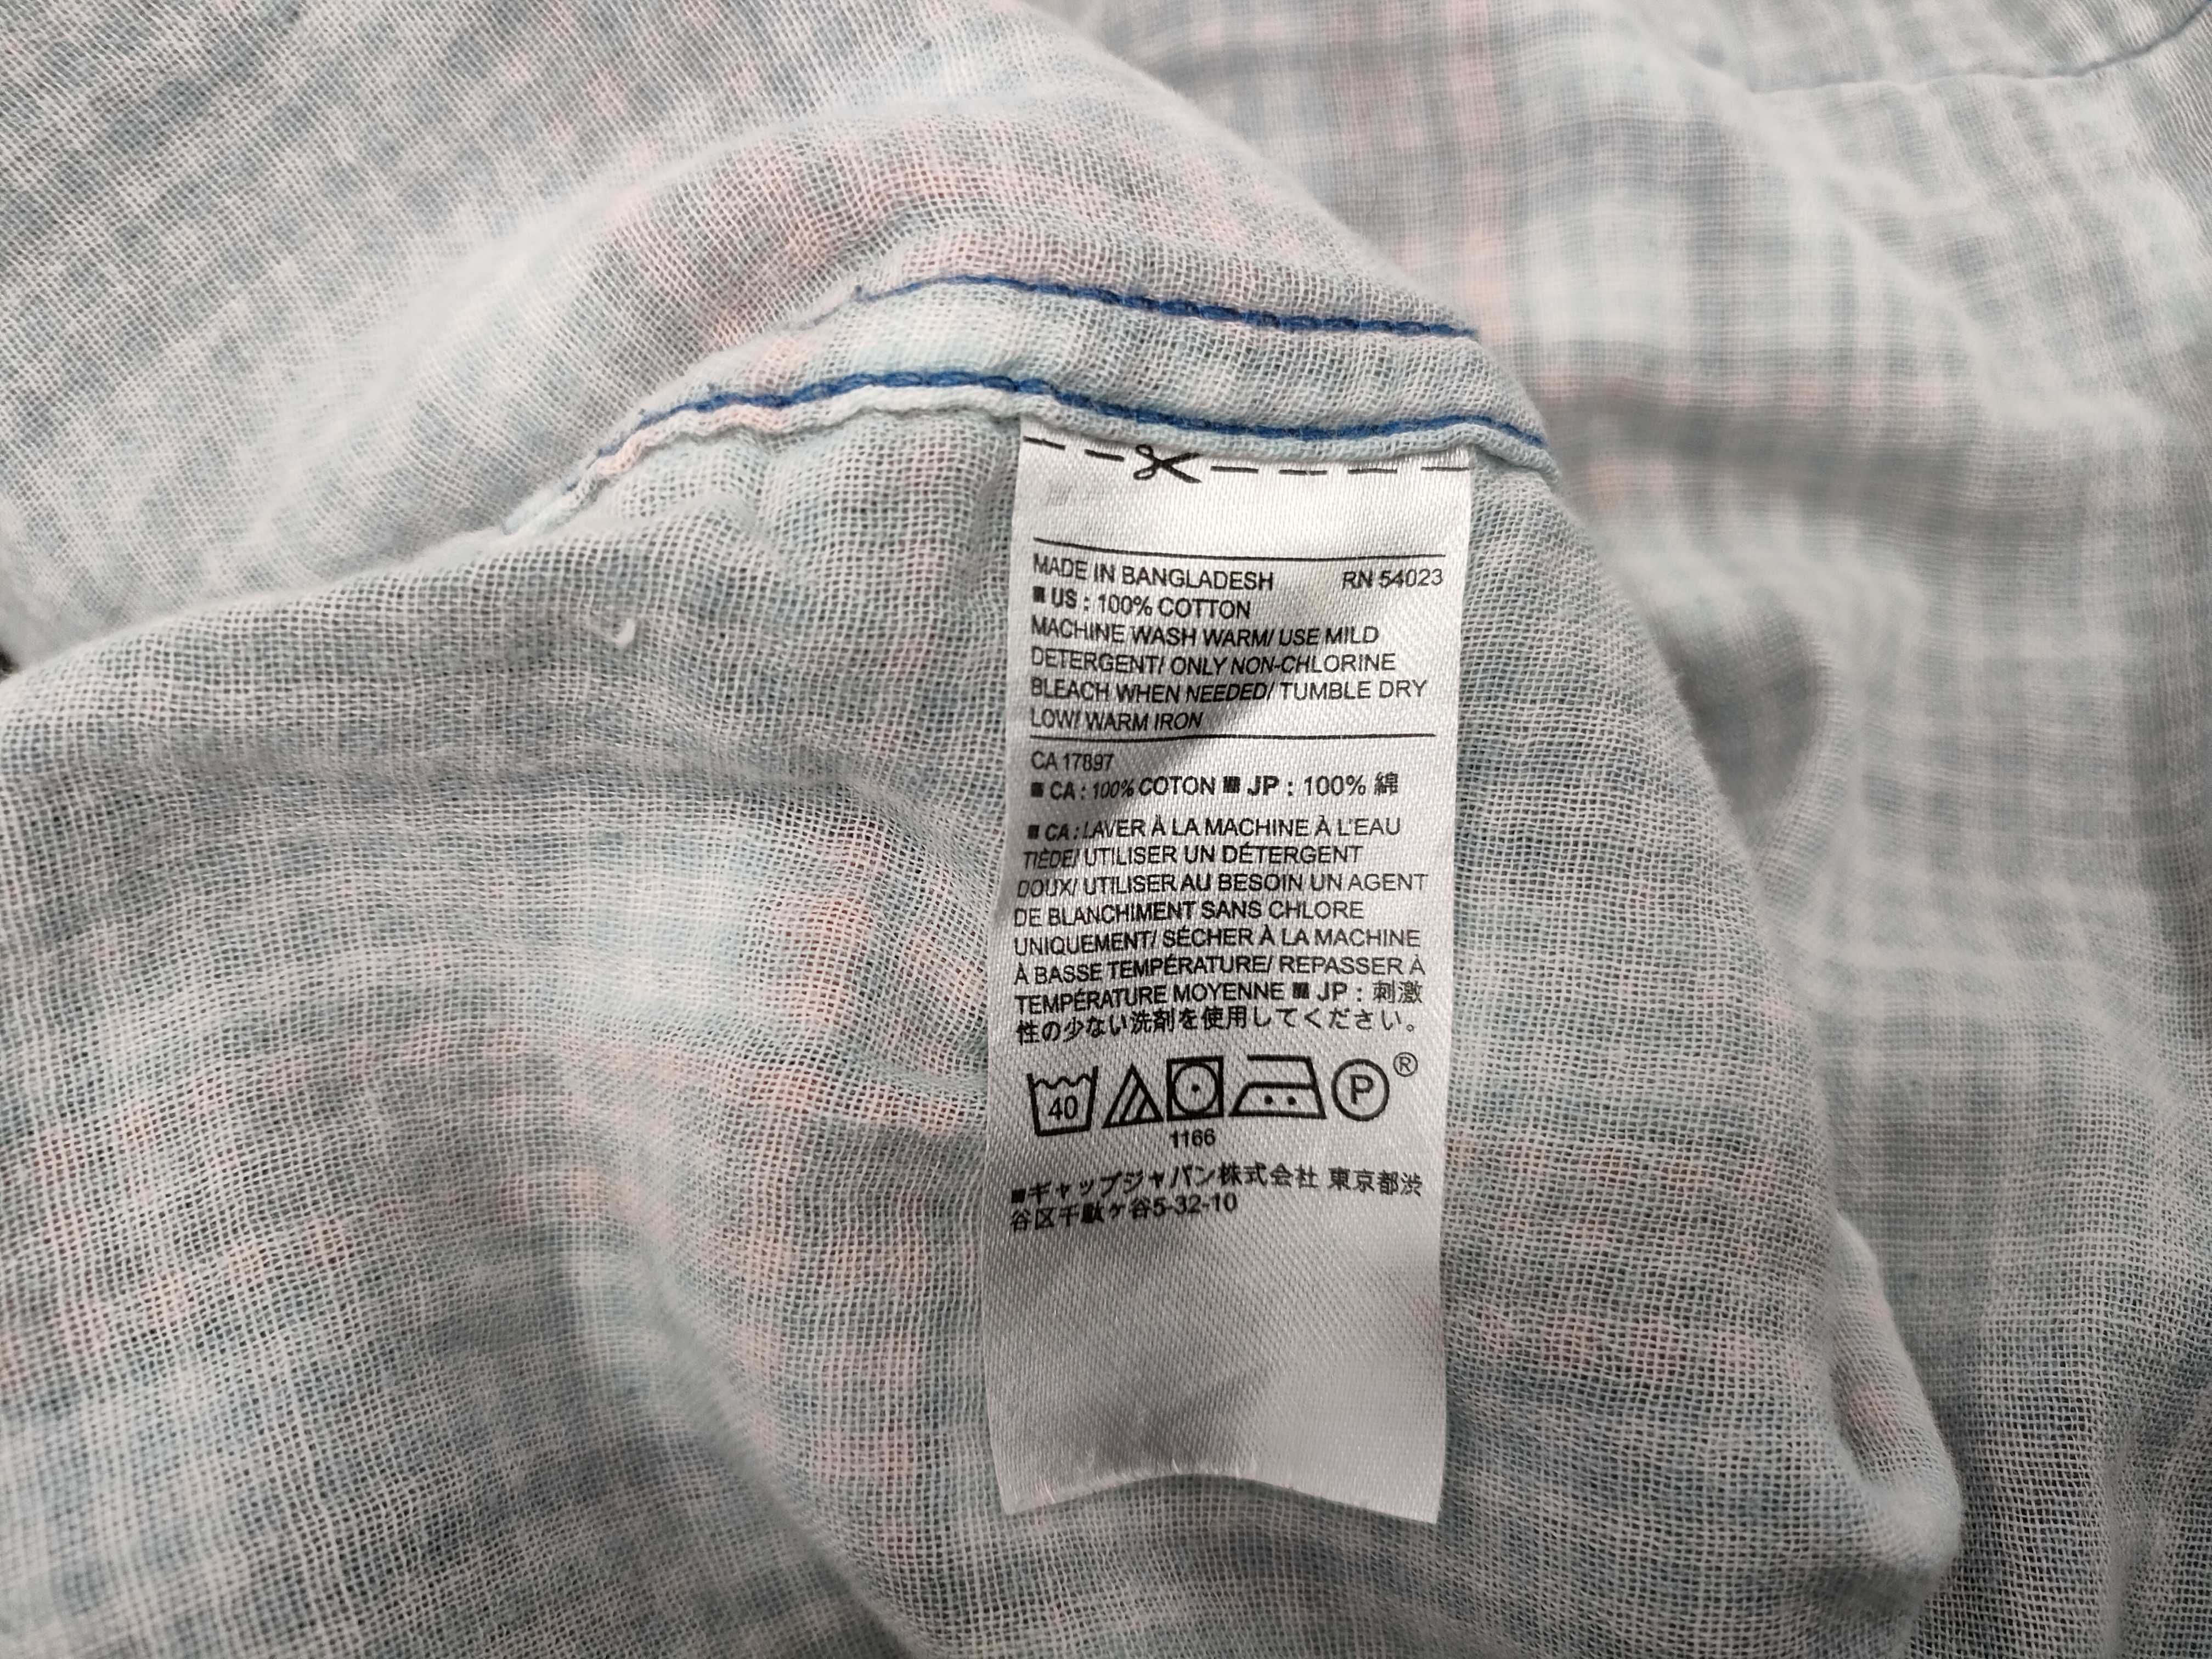 MADE IN BANGLADESH RN 54023
■ US : 100% COTTON
MACHINE WASH WARM/ USE MILD
DETERGENT/ ONLY NON-CHLORINE
BLEACH WHEN NEEDED/ TUMBLE DRY
LOW/ WARM IRON
CA 17897
■ CA : 100% COTON ■ JP : 100% 綿
■ CA : LAVER À LA MACHINE À L'EAU
TIÈDE/ UTILISER UN DÉTERGENT
DOUX/ UTILISER AU BESOIN UN AGENT
DE BLANCHIMENT SANS CHLORE
UNIQUEMENT/ SÉCHER À LA MACHINE
À BASSE TEMPÉRATURE/ REPASSER À
TEMPÉRATURE MOYENNE ■ JP : 刺激
性の少ない洗剤を使用してください。
40 P ®
1166
■ギャップジャパン株式会社 東京都渋
谷区千駄ヶ谷5-32-10